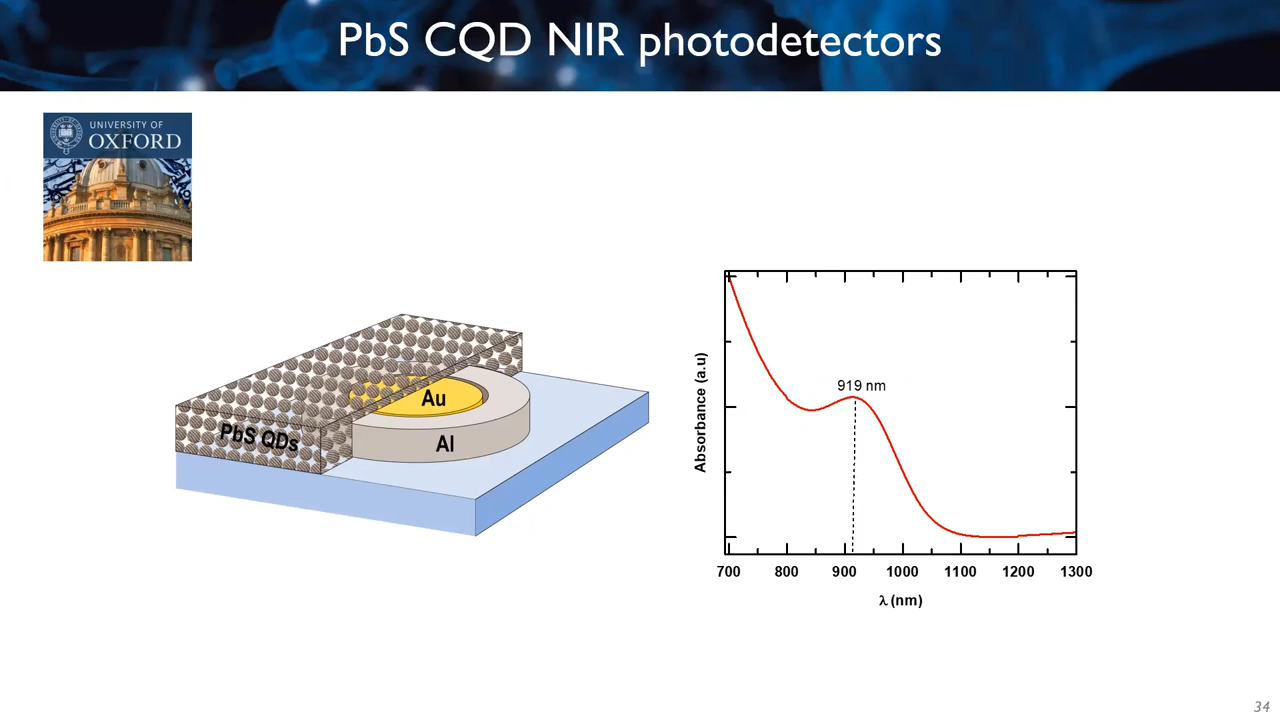 PbS CQD NIR photodetectors
UNIVERSITY OF
OXFORD
Au
PbS QDs
Al
Absorbance (a.u)
919 nm
700 800 900 1000 1100 1200 1300
λ (nm)
34